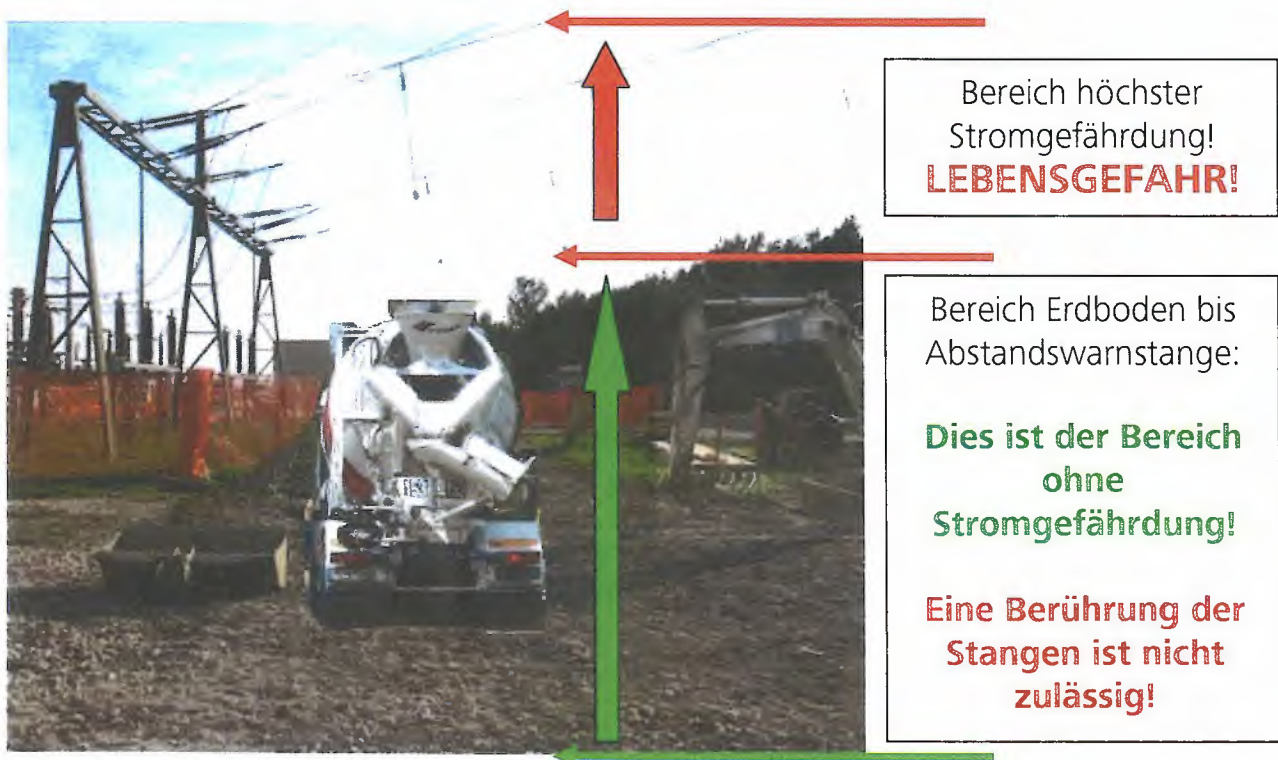 Bereich höchster
Stromgefährdung!
LEBENSGEFAHR!
Bereich Erdboden bis
Abstandswarnstange:
Dies ist der Bereich
ohne
Stromgefährdung!
Eine Berührung der
Stangen ist nicht
zulässig!